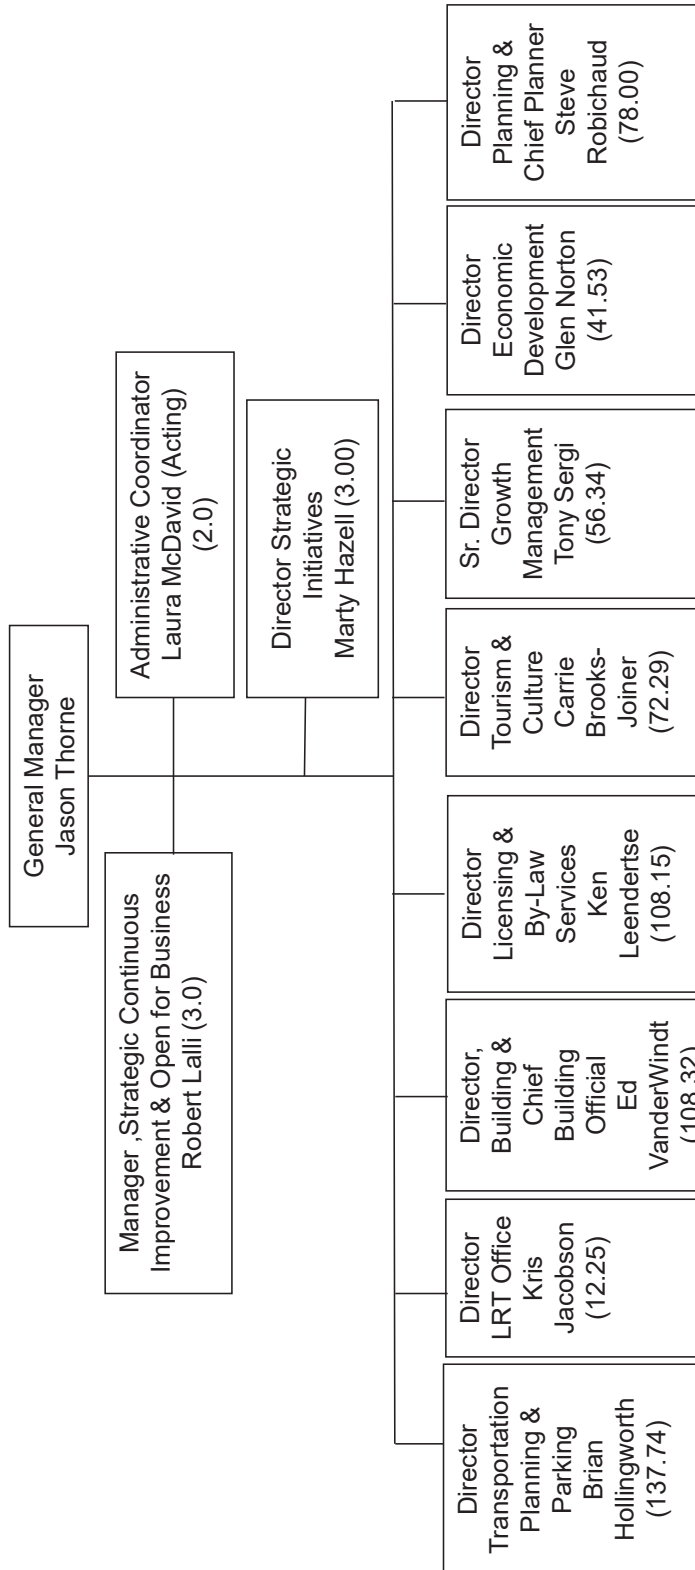 General Manager
Jason Thorne
Manager ,Strategic Continuous
Improvement & Open for Business
Robert Lalli (3.0)
Administrative Coordinator
Laura McDavid (Acting)
(2.0)
Director Strategic
Initiatives
Marty Hazell (3.00)
Director
Transportation
Planning &
Parking
Brian
Hollingworth
(137.74)
Director
LRT Office
Kris
Jacobson
(12.25)
Director,
Building &
Chief
Building
Official
Ed
VanderWindt
(108.32)
Director
Licensing &
By-Law
Services
Ken
Leendertse
(108.15)
Director
Tourism &
Culture
Carrie
Brooks-
Joiner
(72.29)
Sr. Director
Growth
Management
Tony Sergi
(56.34)
Director
Economic
Development
Glen Norton
(41.53)
Director
Planning &
Chief Planner
Steve
Robichaud
(78.00)